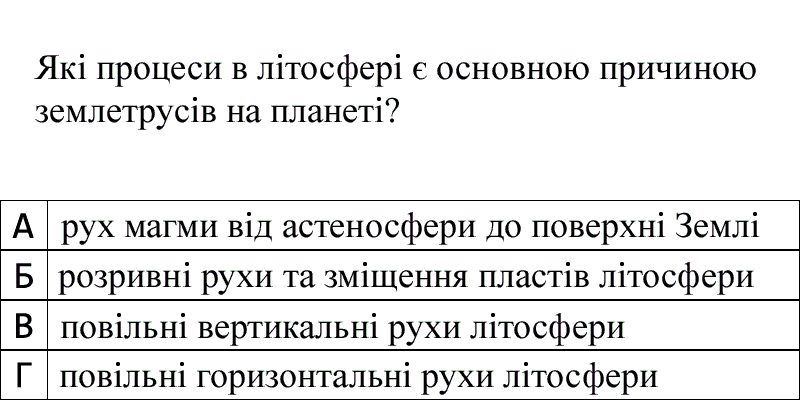 Які процеси в літосфері є основною причиною
землетрусів на планеті?
А рух магми від астеносфери до поверхні Землі
Б розривні рухи та зміщення пластів літосфери
В повільні вертикальні рухи літосфери
Г повільні горизонтальні рухи літосфери